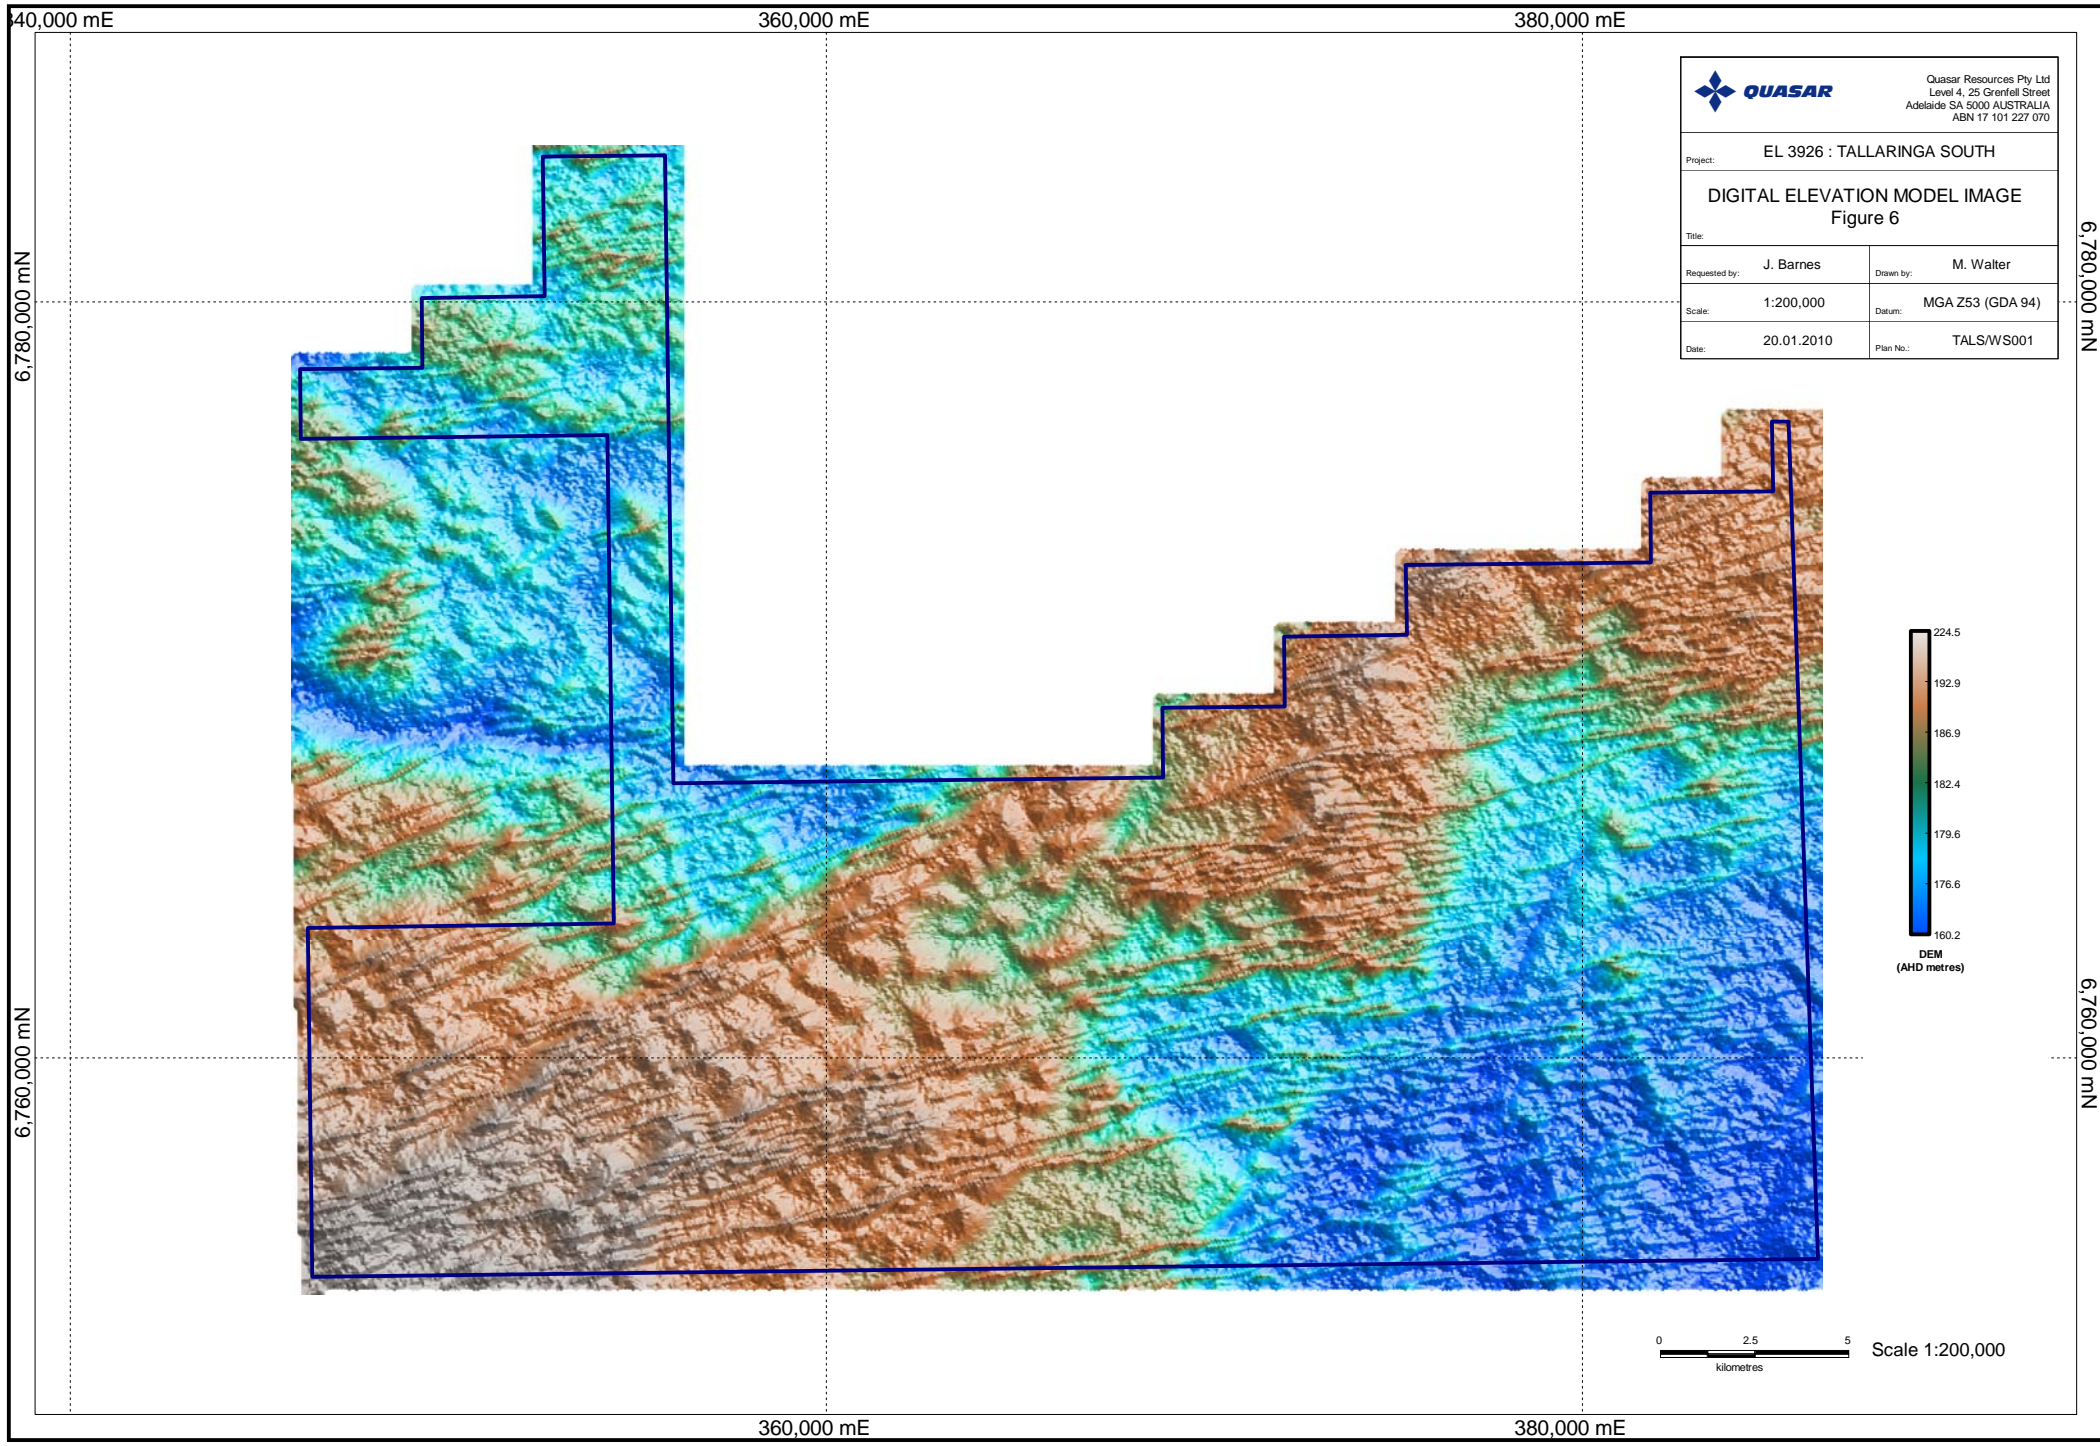 340,000 mE
360,000 mE
380,000 mE
QUASAR
Quasar Resources Pty Ltd
Level 4, 25 Grenfell Street
Adelaide SA 5000 AUSTRALIA
ABN 17 101 227 070
Project: EL 3926 : TALLARINGA SOUTH
DIGITAL ELEVATION MODEL IMAGE
Figure 6
Title:
Requested by: J. Barnes
Drawn by: M. Walter
Scale: 1:200,000
Datum: MGA Z53 (GDA 94)
Date: 20.01.2010
Plan No.: TALS/WS001
6,780,000 mN
6,780,000 mN
224.5
192.9
186.9
182.4
179.6
176.6
160.2
DEM
(AHD metres)
6,760,000 mN
6,760,000 mN
0 2.5 5
kilometres
Scale 1:200,000
360,000 mE
380,000 mE